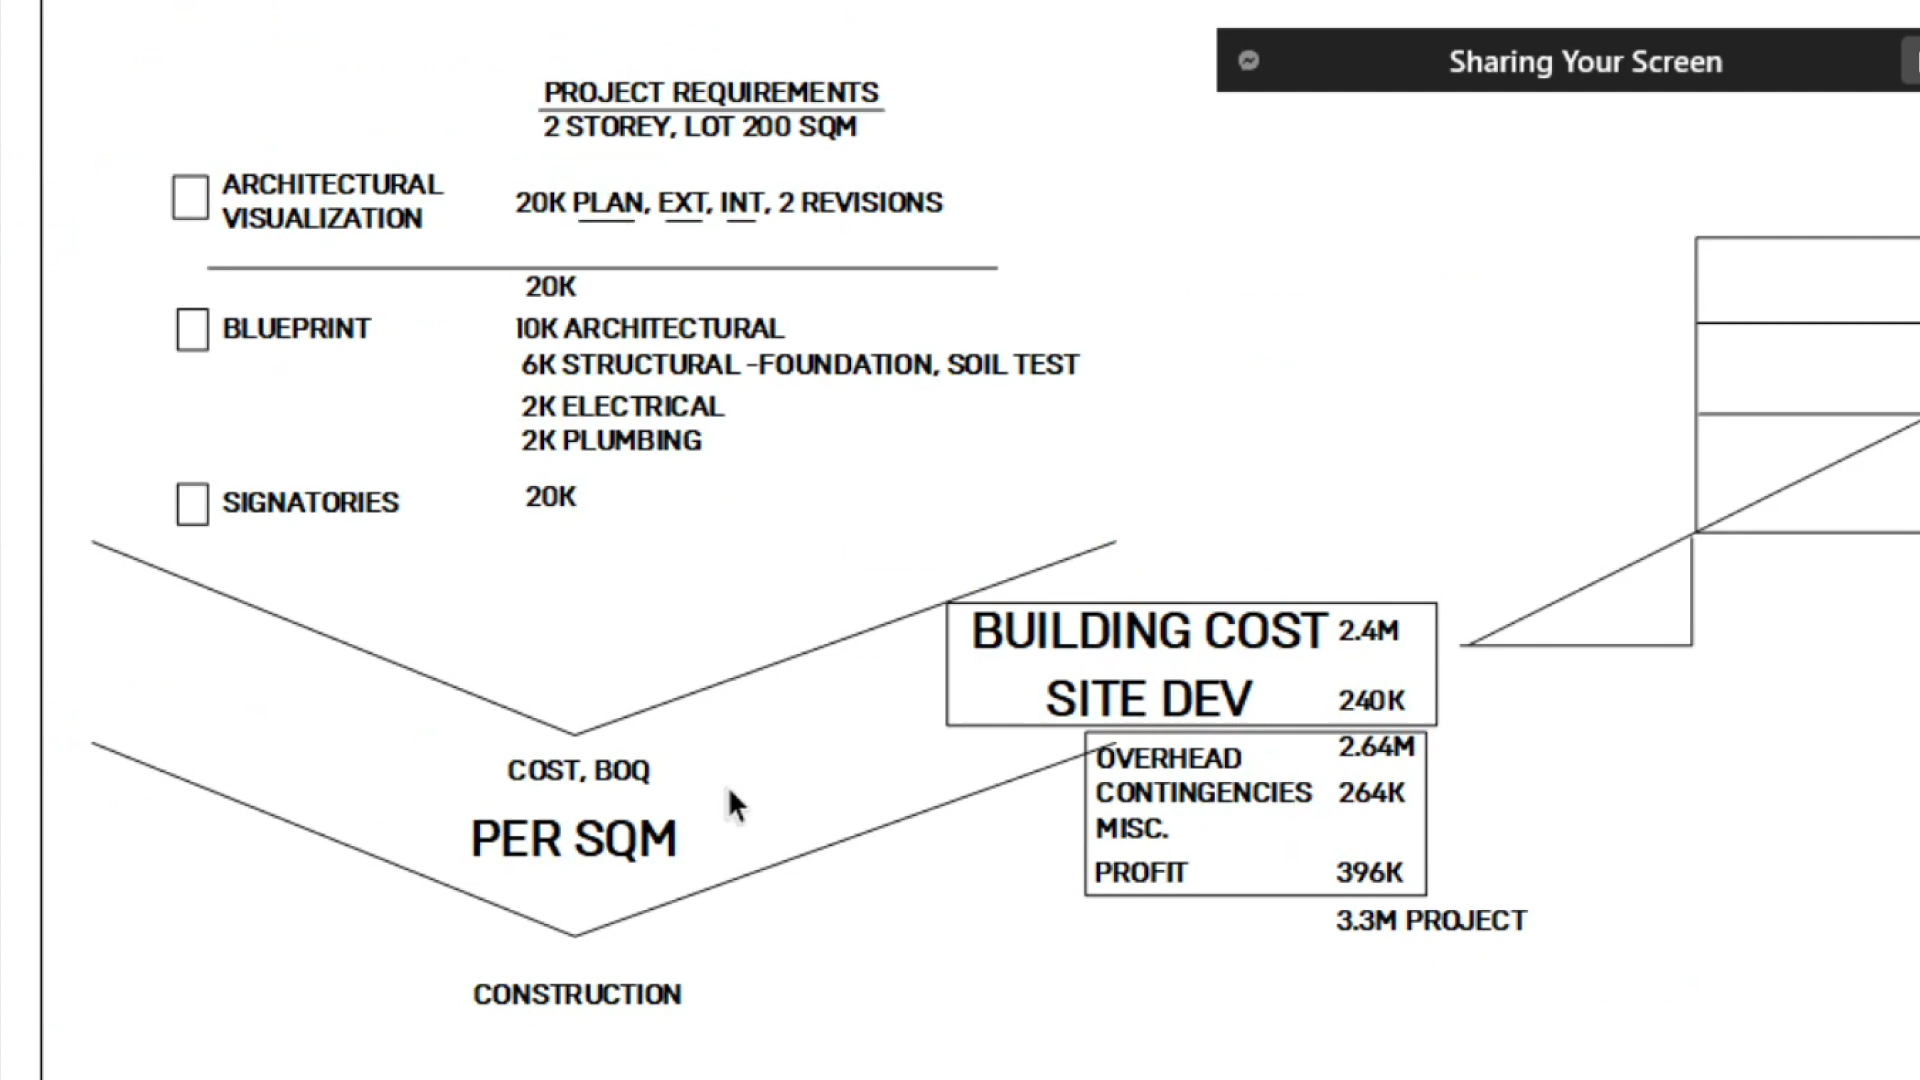 Sharing Your Screen
PROJECT REQUIREMENTS
2 STOREY, LOT 200 SQM
ARCHITECTURAL
VISUALIZATION
20K PLAN, EXT, INT, 2 REVISIONS
20K
BLUEPRINT
10K ARCHITECTURAL
6K STRUCTURAL -FOUNDATION, SOIL TEST
2K ELECTRICAL
2K PLUMBING
SIGNATORIES
20K
BUILDING COST 2.4M
SITE DEV 240K
2.64M
OVERHEAD
CONTINGENCIES 264K
MISC.
PROFIT 396K
3.3M PROJECT
COST, BOQ
PER SQM
CONSTRUCTION